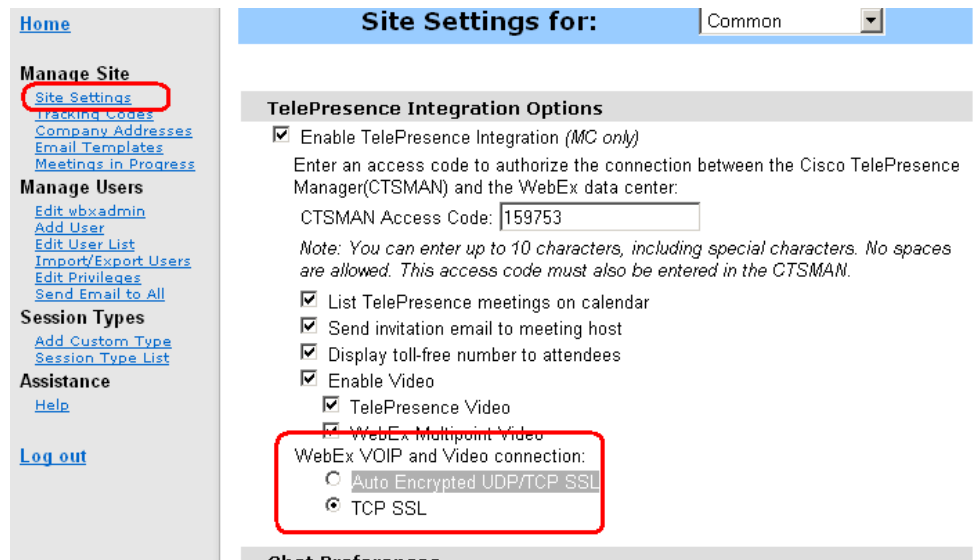 Home
Manage Site
Site Settings
Tracking Codes
Company Addresses
Email Templates
Meetings in Progress
Manage Users
Edit wbxadmin
Add User
Edit User List
Import/Export Users
Edit Privileges
Send Email to All
Session Types
Add Custom Type
Session Type List
Assistance
Help
Log out
Site Settings for: Common
TelePresence Integration Options
Enable TelePresence Integration (MC only)
Enter an access code to authorize the connection between the Cisco TelePresence
Manager(CTSMAN) and the WebEx data center:
CTSMAN Access Code: 159753
Note: You can enter up to 10 characters, including special characters. No spaces
are allowed. This access code must also be entered in the CTSMAN.
List TelePresence meetings on calendar
Send invitation email to meeting host
Display toll-free number to attendees
Enable Video
TelePresence Video
WebEx Multipoint Video
WebEx VOIP and Video connection:
Auto Encrypted UDP/TCP SSL
TCP SSL
Chat Preferences